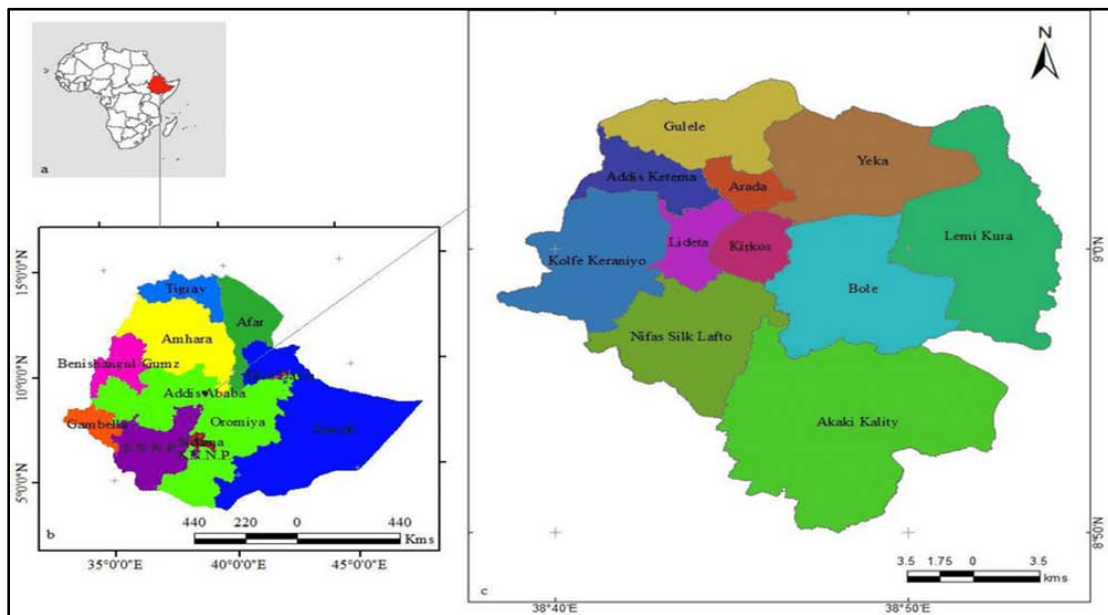 a
Tigray
Afar
Amhara
Benishangul-Gumz
Addis Ababa
Gambella
Oromiya
15°0'0"N
10°0'0"N
5°0'0"N
440 220 0 440
Kms
b
35°0'0"E 40°0'0"E 45°0'0"E
N
Gulele
Yeka
Addis Ketema
Arada
Lideta
Kirkos
Lemi Kura
Kolfe Keraniyo
Bole
Nifas Silk Lafto
Akaki Kality
9°0'N
8°50'N
3.5 1.75 0 3.5
kms
c
38°40'E 38°50'E